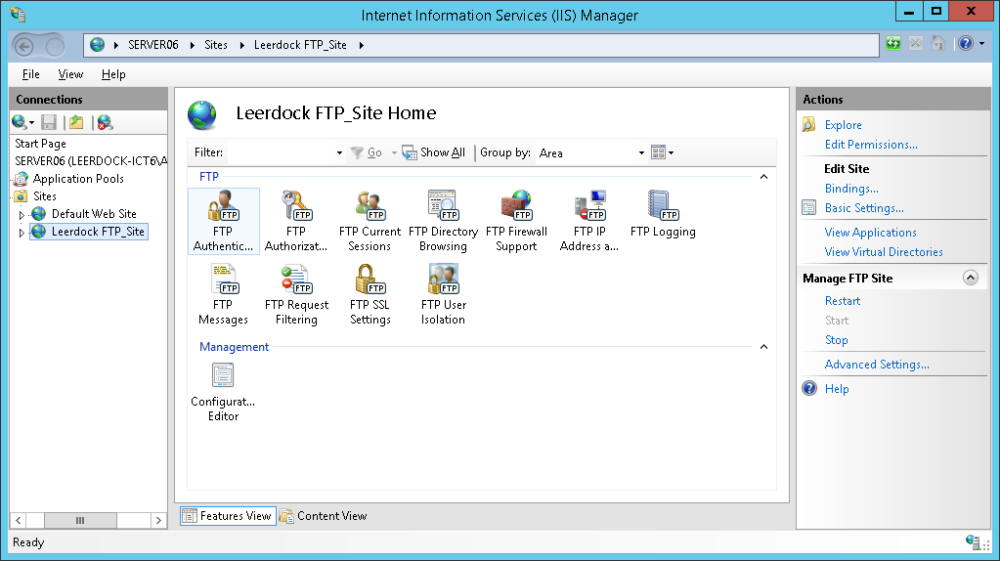 Internet Information Services (IIS) Manager
SERVER06 Sites Leerdock FTP_Site
File View Help
Connections
Start Page
SERVER06 (LEERDOCK-ICT6\A
Application Pools
Sites
Default Web Site
Leerdock FTP_Site
Leerdock FTP_Site Home
Filter: Go Show All Group by: Area
FTP
FTP
Authentic...
FTP
Authorizat...
FTP Current
Sessions
FTP Directory
Browsing
FTP Firewall
Support
FTP IP
Address a...
FTP Logging
FTP
Messages
FTP Request
Filtering
FTP SSL
Settings
FTP User
Isolation
Management
Configurat...
Editor
Features View Content View
Actions
Explore
Edit Permissions...
Edit Site
Bindings...
Basic Settings...
View Applications
View Virtual Directories
Manage FTP Site
Restart
Start
Stop
Advanced Settings...
Help
Ready